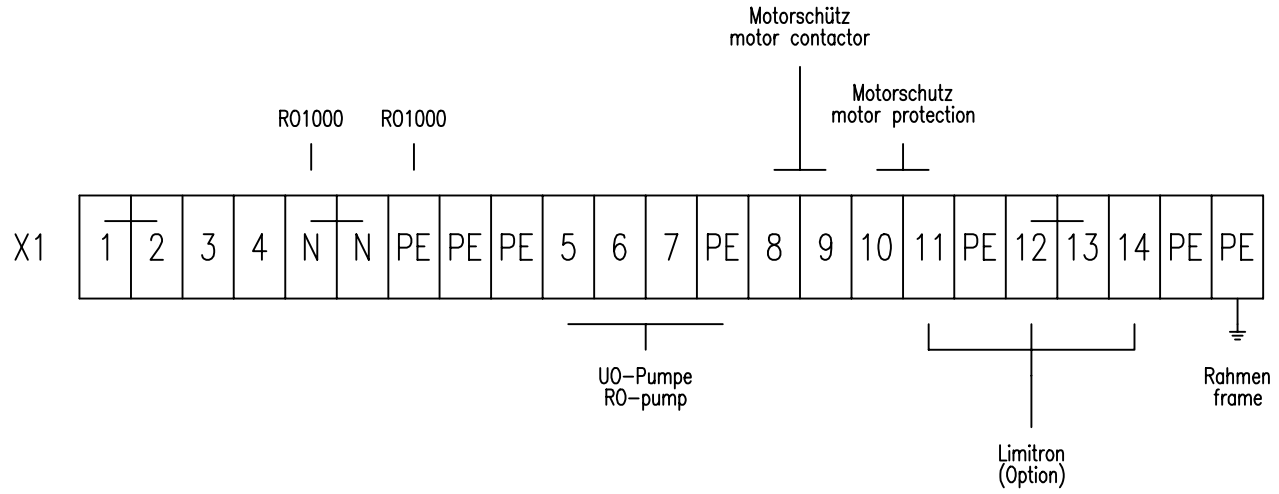 Motorschütz
motor contactor
Motorschutz
motor protection
RO1000 RO1000
X1 1 2 3 4 N N PE PE PE 5 6 7 PE 8 9 10 11 PE 12 13 14 PE PE
UO-Pumpe
RO-pump
Rahmen
frame
Limitron
(Option)